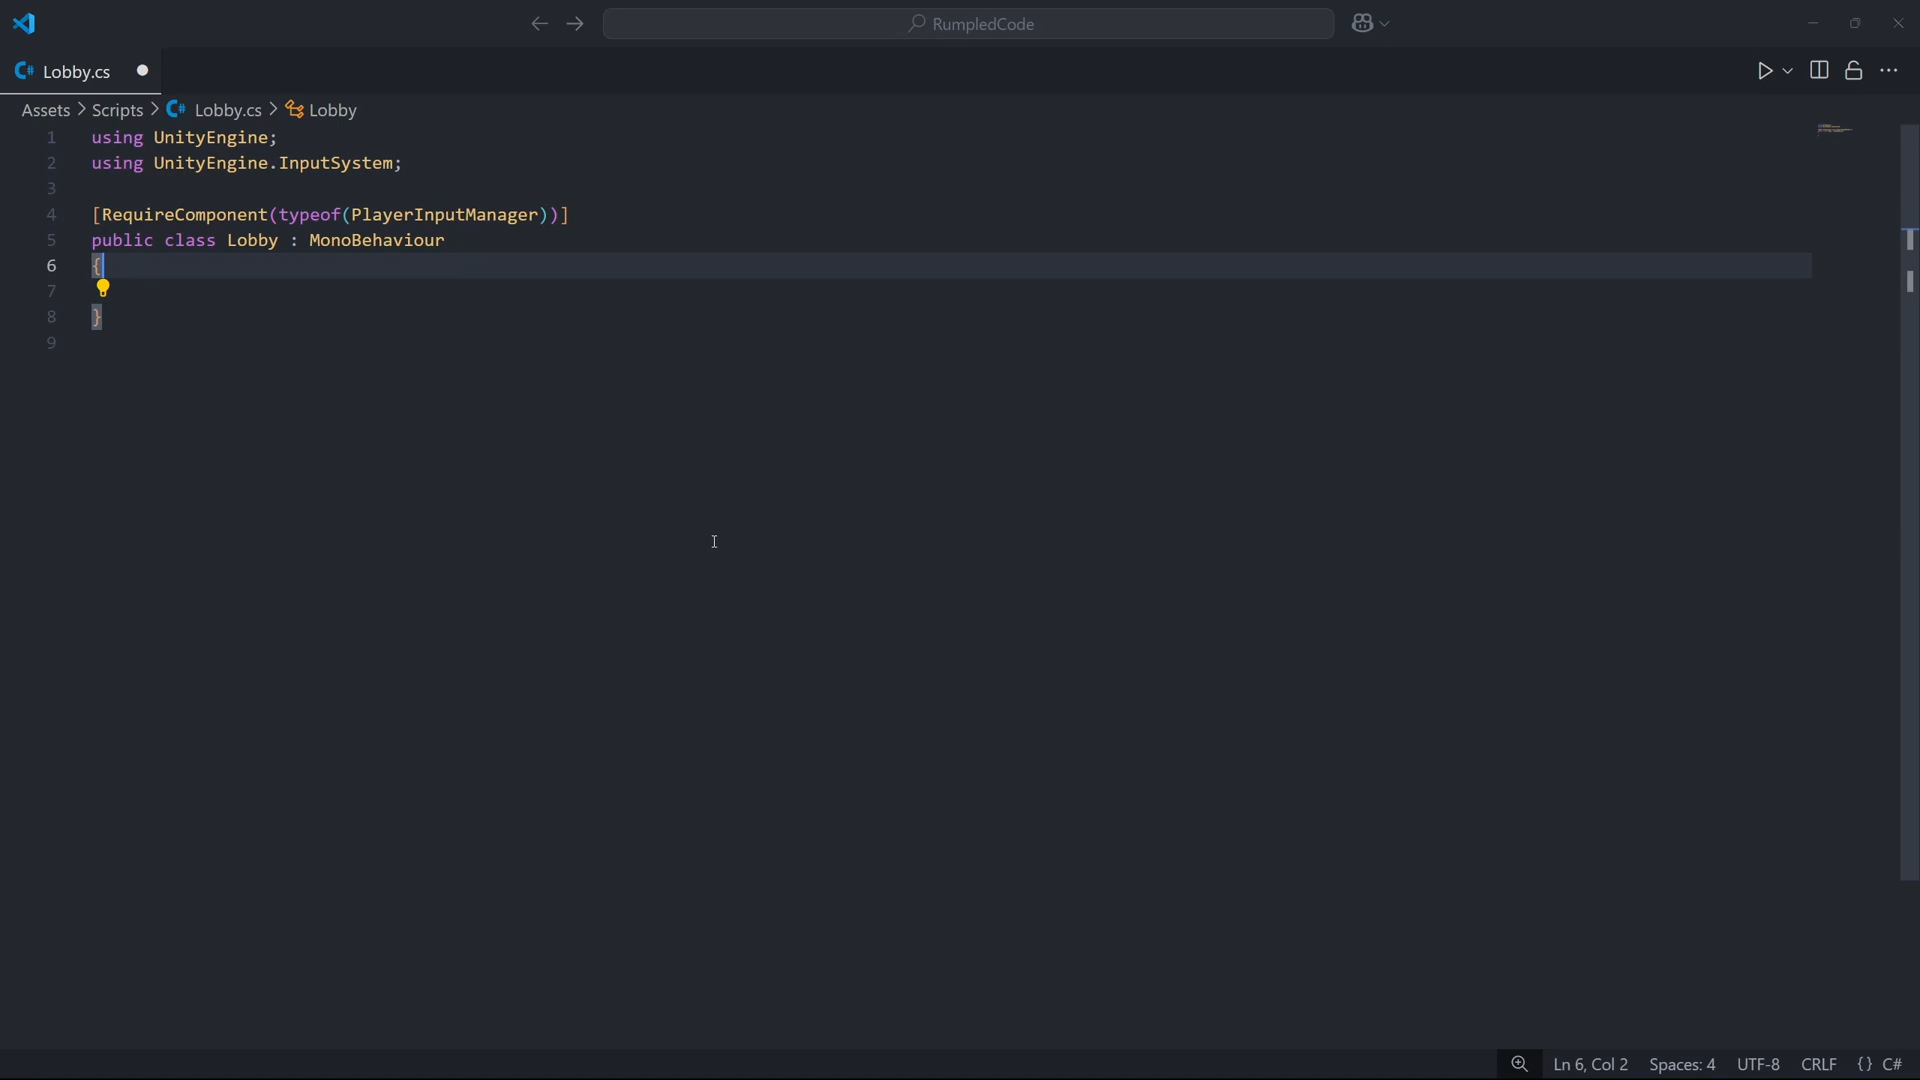 RumpledCode
Lobby.cs
Assets > Scripts > Lobby.cs > Lobby
1 using UnityEngine;
2 using UnityEngine.InputSystem;
3
4 [RequireComponent(typeof(PlayerInputManager))]
5 public class Lobby : MonoBehaviour
6 {
7
8 }
9
Ln 6, Col 2 Spaces: 4 UTF-8 CRLF {} C#